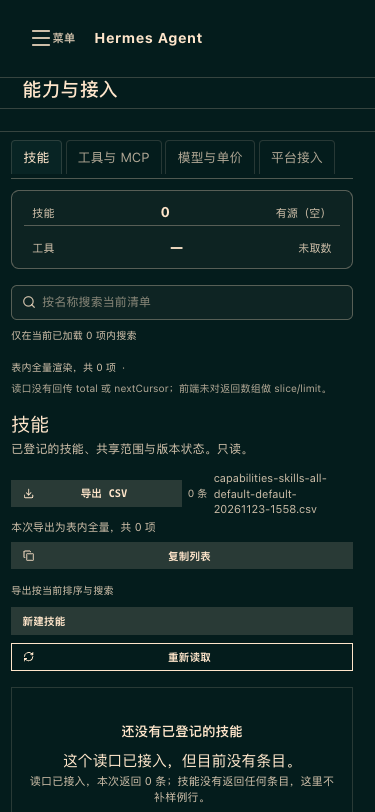 菜单 Hermes Agent
能力与接入
技能 工具与 MCP 模型与单价 平台接入
技能 0 有源（空）
工具 — 未取数
按名称搜索当前清单
仅在当前已加载 0 项内搜索
表内全量渲染，共 0 项 ·
读口没有回传 total 或 nextCursor；前端未对返回数组做 slice/limit。
技能
已登记的技能、共享范围与版本状态。只读。
导出 CSV 0 条
capabilities-skills-all-
default-default-
20261123-1558.csv
本次导出为表内全量，共 0 项
复制列表
导出按当前排序与搜索
新建技能
重新读取
还没有已登记的技能
这个读口已接入，但目前没有条目。
读口已接入，本次返回 0 条；技能没有返回任何条目，这里不
补样例行。